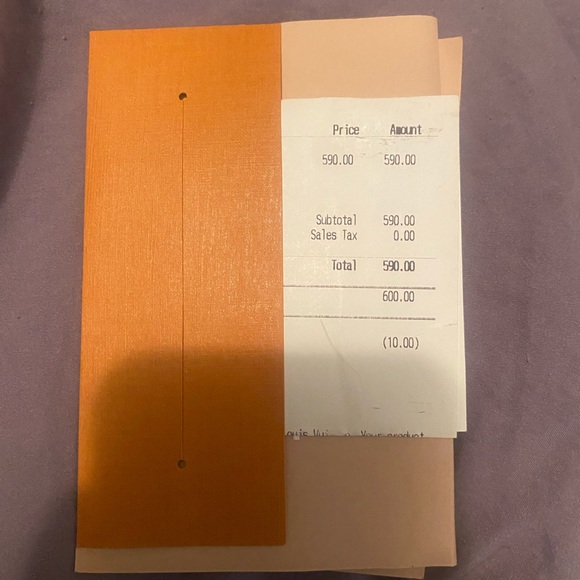 Price Amount
590.00 590.00
Subtotal 590.00
Sales Tax 0.00
Total 590.00
600.00
(10.00)
Your product